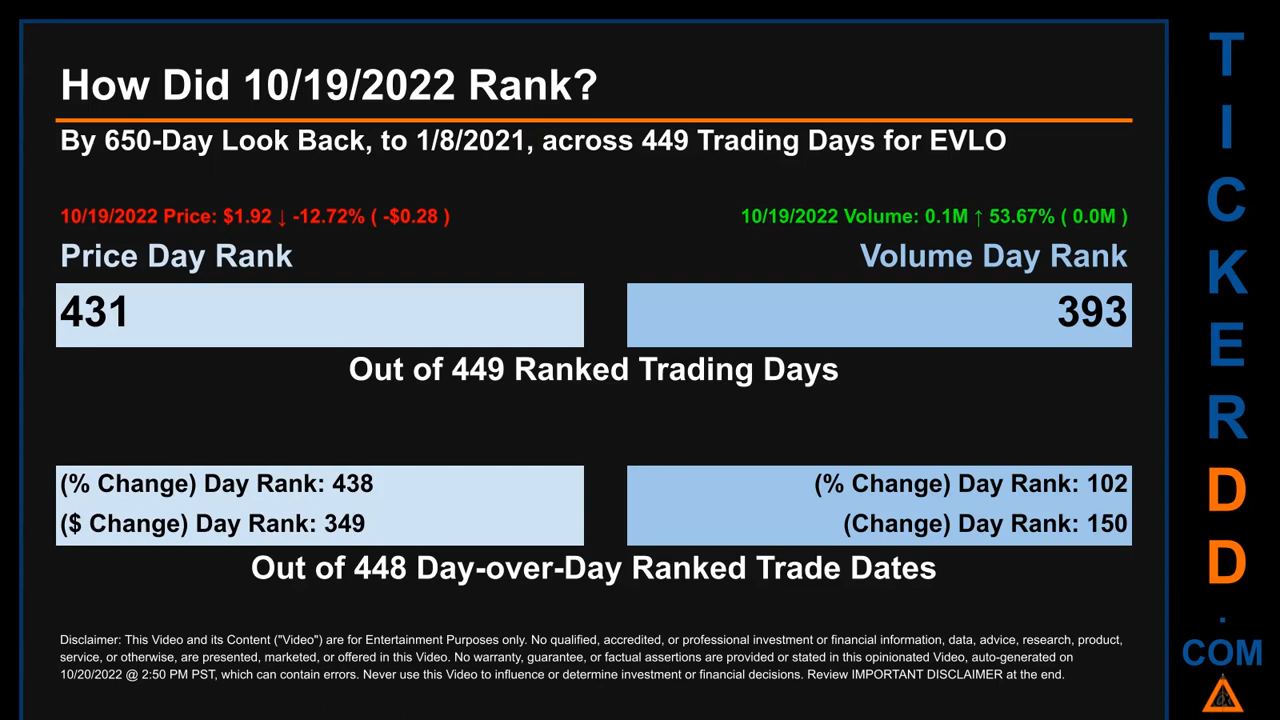 How Did 10/19/2022 Rank?
By 650-Day Look Back, to 1/8/2021, across 449 Trading Days for EVLO
10/19/2022 Price: $1.92 ↓ -12.72% ( -$0.28 )
10/19/2022 Volume: 0.1M ↑ 53.67% ( 0.0M )
Price Day Rank
Volume Day Rank
431
393
Out of 449 Ranked Trading Days
(% Change) Day Rank: 438
($ Change) Day Rank: 349
(% Change) Day Rank: 102
(Change) Day Rank: 150
Out of 448 Day-over-Day Ranked Trade Dates
Disclaimer: This Video and its Content ("Video") are for Entertainment Purposes only. No qualified, accredited, or professional investment or financial information, data, advice, research, product,
service, or otherwise, are presented, marketed, or offered in this Video. No warranty, guarantee, or factual assertions are provided or stated in this opinionated Video, auto-generated on
10/20/2022 @ 2:50 PM PST, which can contain errors. Never use this Video to influence or determine investment or financial decisions. Review IMPORTANT DISCLAIMER at the end.
T
I
C
K
E
R
D
D
.
COM